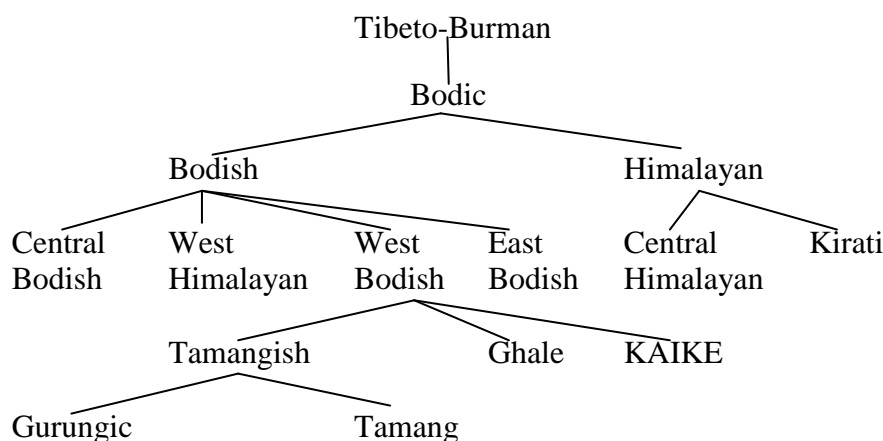 Tibeto-Burman
Bodic
Bodish Himalayan
Central West West East Central Kirati
Bodish Himalayan Bodish Bodish Himalayan
Tamangish Ghale KAIKE
Gurungic Tamang